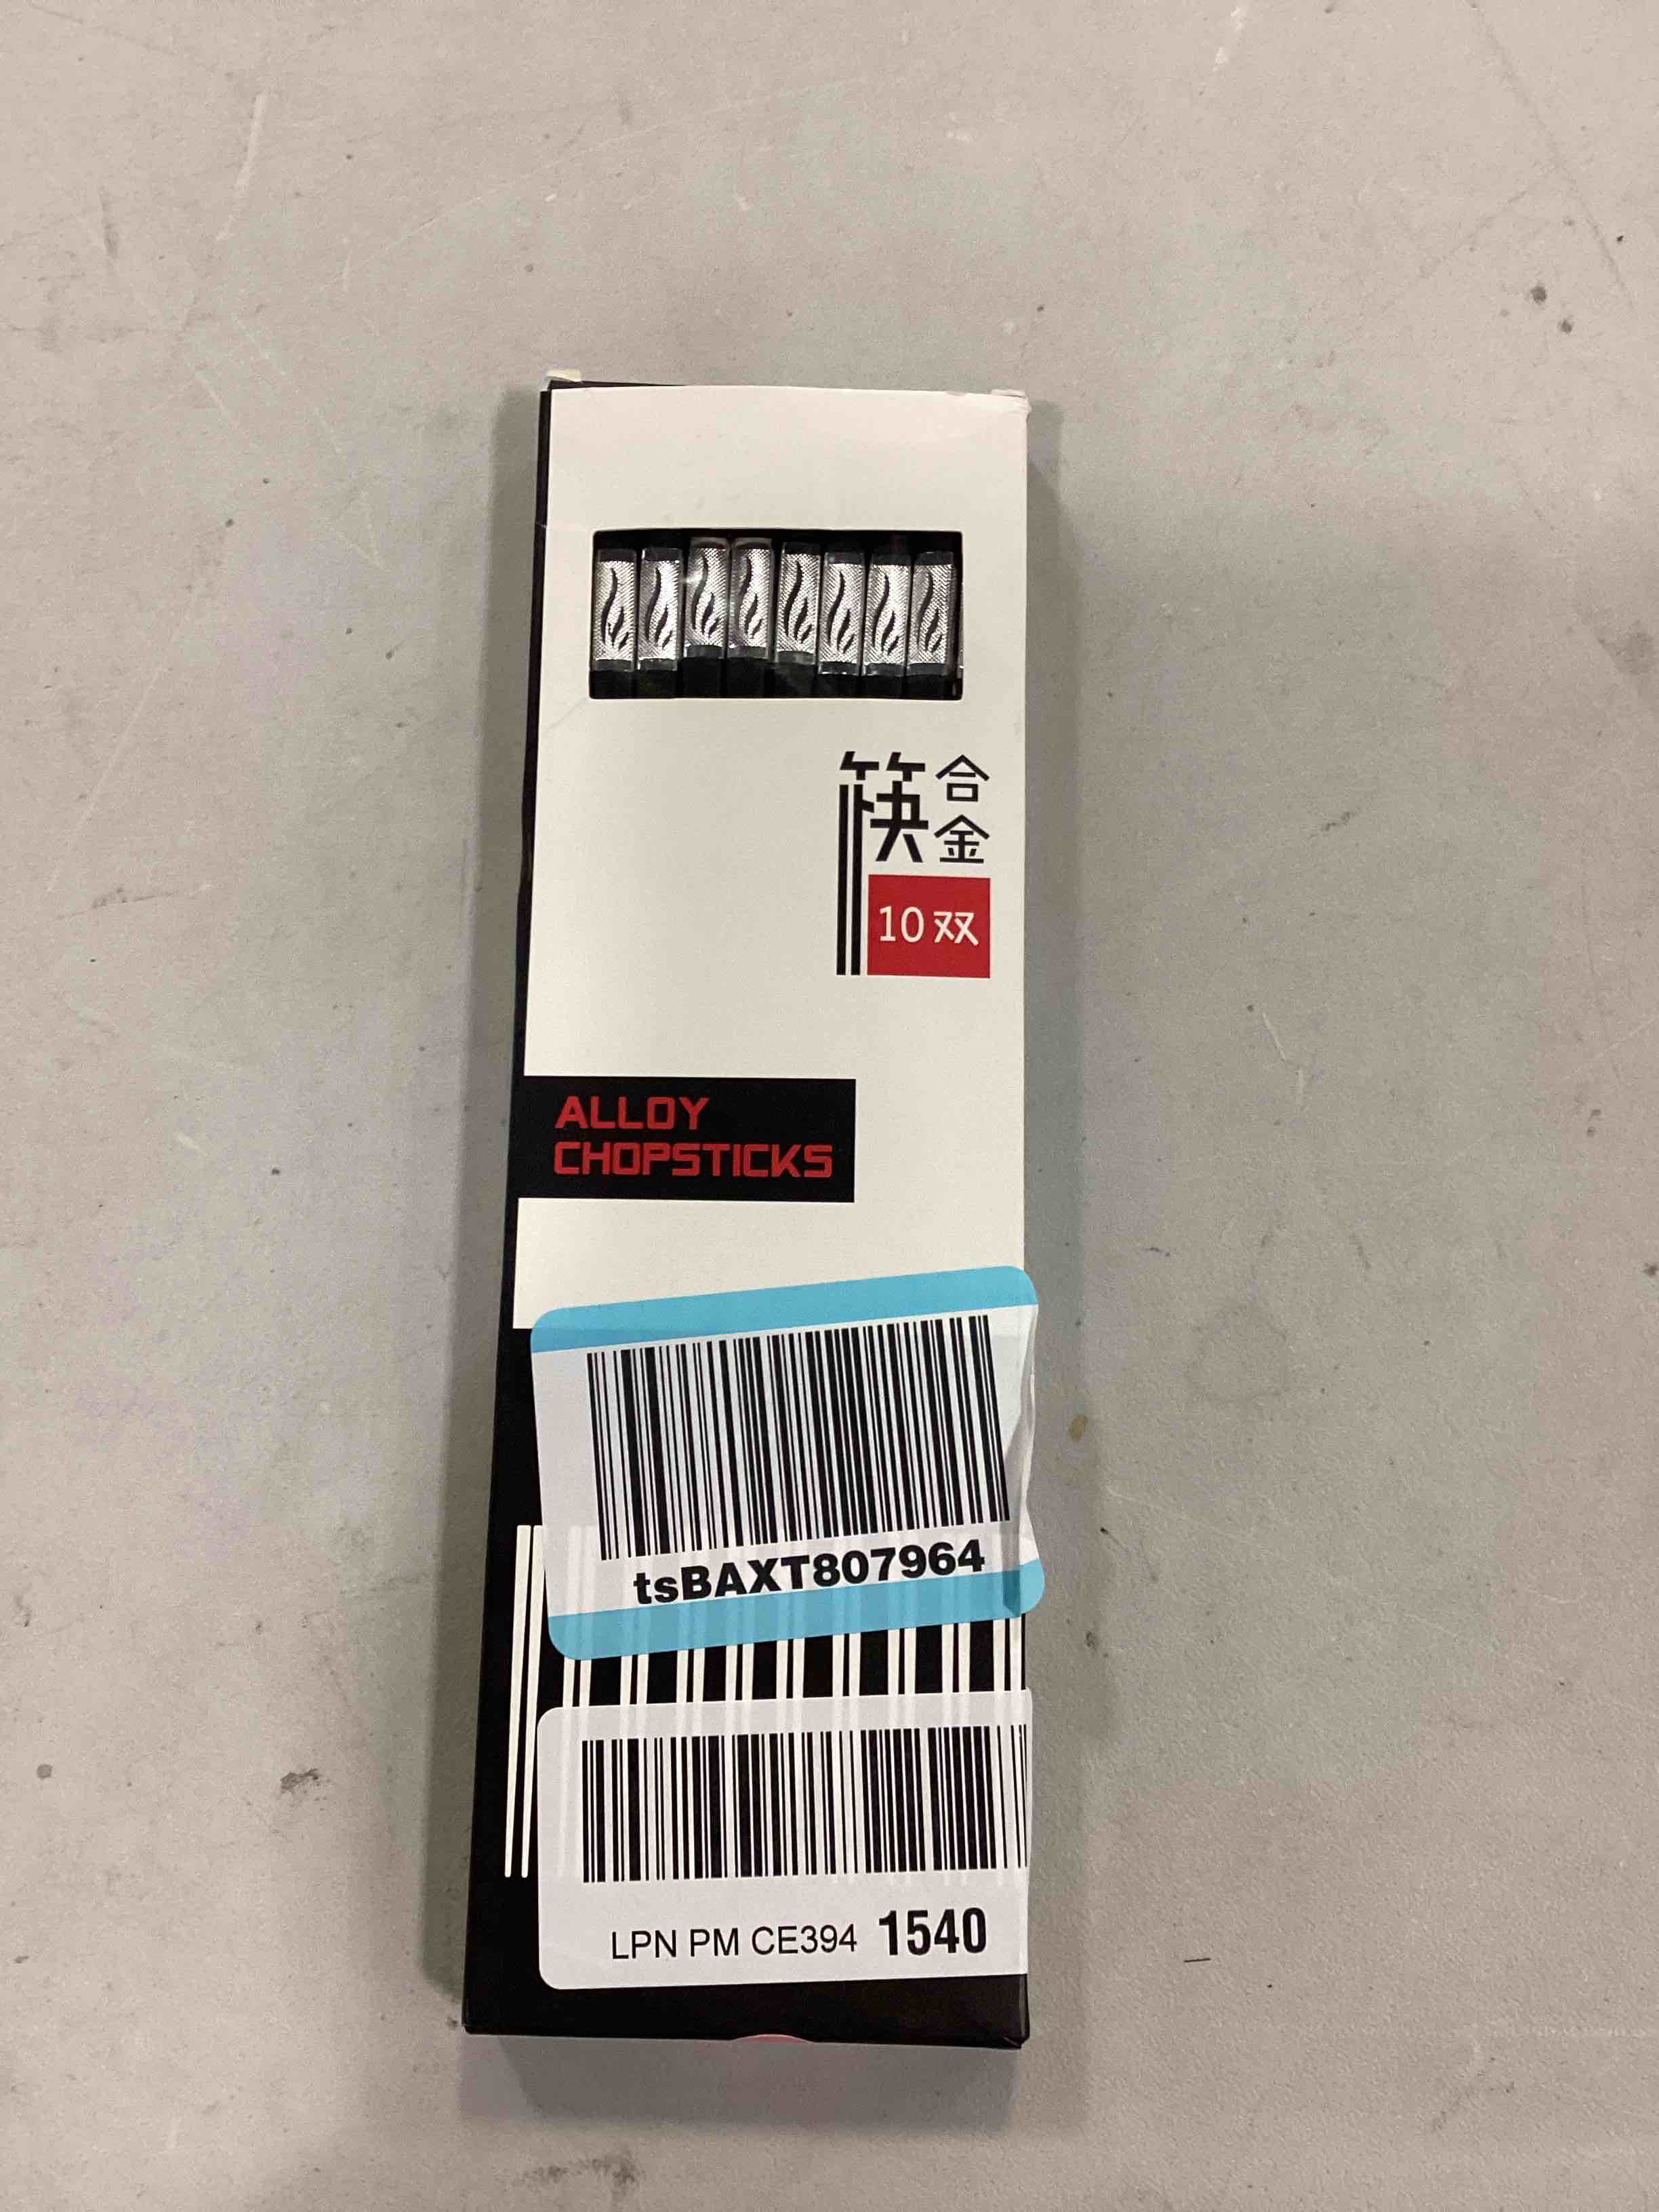 合金
筷
10双
ALLOY
CHOPSTICKS
tsBAXT807964
LPN PM CE394 1540